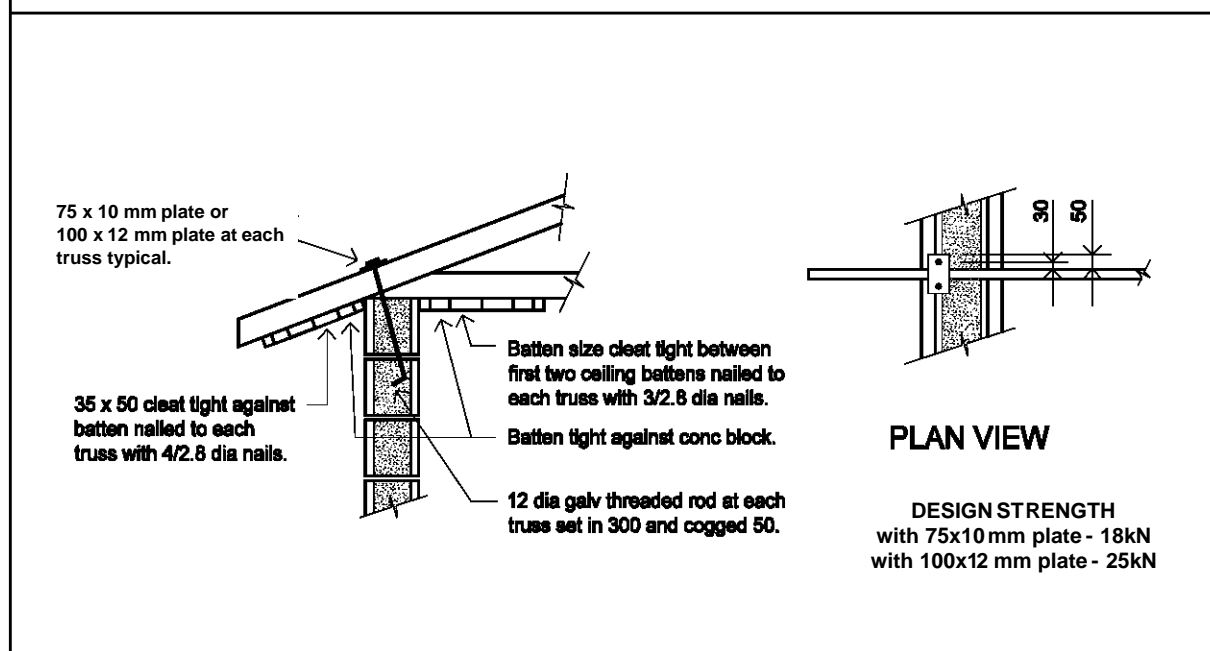 75 x 10 mm plate or
100 x 12 mm plate at each
truss typical.
35 x 50 cleat tight against
batten nailed to each
truss with 4/2.8 dia nails.
Batten size cleat tight between
first two ceiling battens nailed to
each truss with 3/2.8 dia nails.
Batten tight against conc block.
12 dia galv threaded rod at each
truss set in 300 and cogged 50.
30
50
PLAN VIEW
DESIGN STRENGTH
with 75x10 mm plate - 18kN
with 100x12 mm plate - 25kN